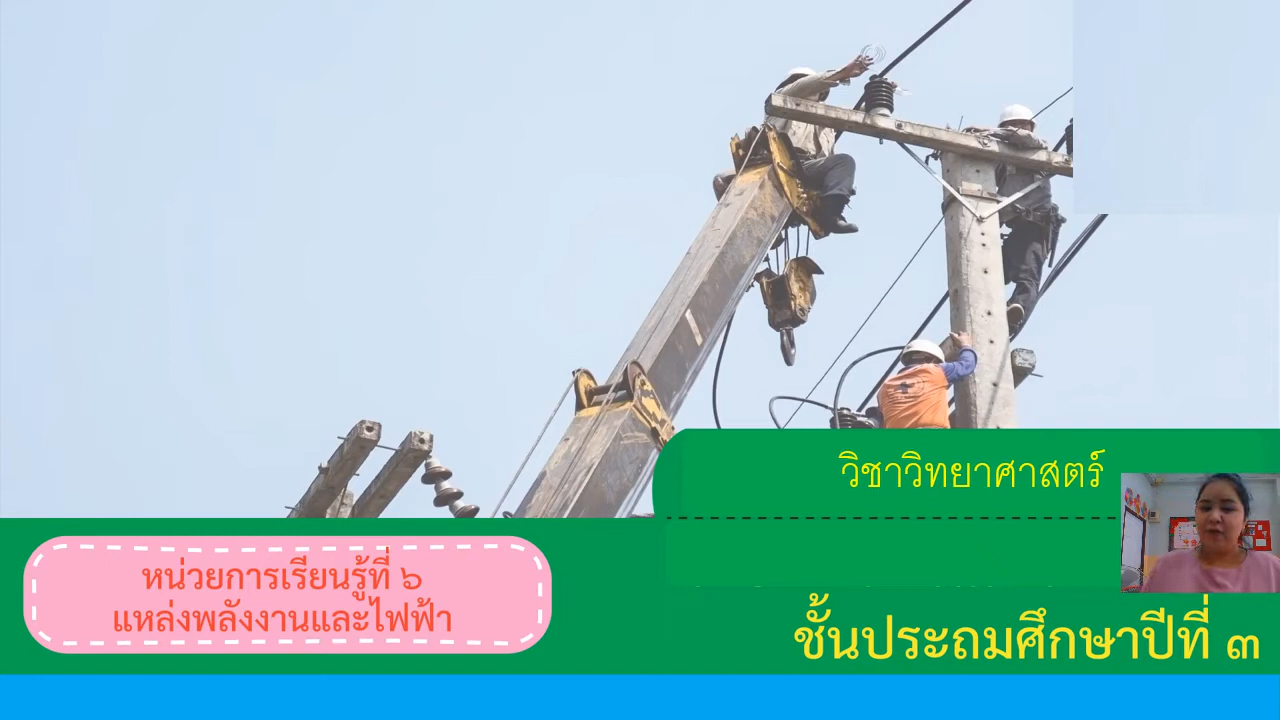 วิชาวิทยาศาสตร์
หน่วยการเรียนรู้ที่ ๖
แหล่งพลังงานและไฟฟ้า
ชั้นประถมศึกษาปีที่ ๓